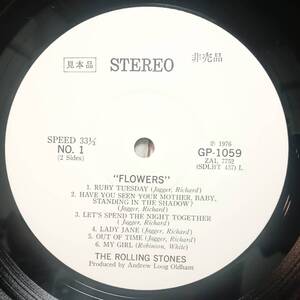 見本品
STEREO
非売品
SPEED 33⅓
NO. 1
(2 Sides)
℗ 1976
GP-1059
ZAL 7752
(SDLBT 437) L
"FLOWERS"
1. RUBY TUESDAY (Jagger, Richard)
2. HAVE YOU SEEN YOUR MOTHER, BABY,
STANDING IN THE SHADOW?
(Jagger, Richard)
3. LET'S SPEND THE NIGHT TOGETHER
(Jagger, Richard)
4. LADY JANE (Jagger, Richard)
5. OUT OF TIME (Jagger, Richard)
6. MY GIRL (Robinson, White)
THE ROLLING STONES
Produced by Andrew Loog Oldham